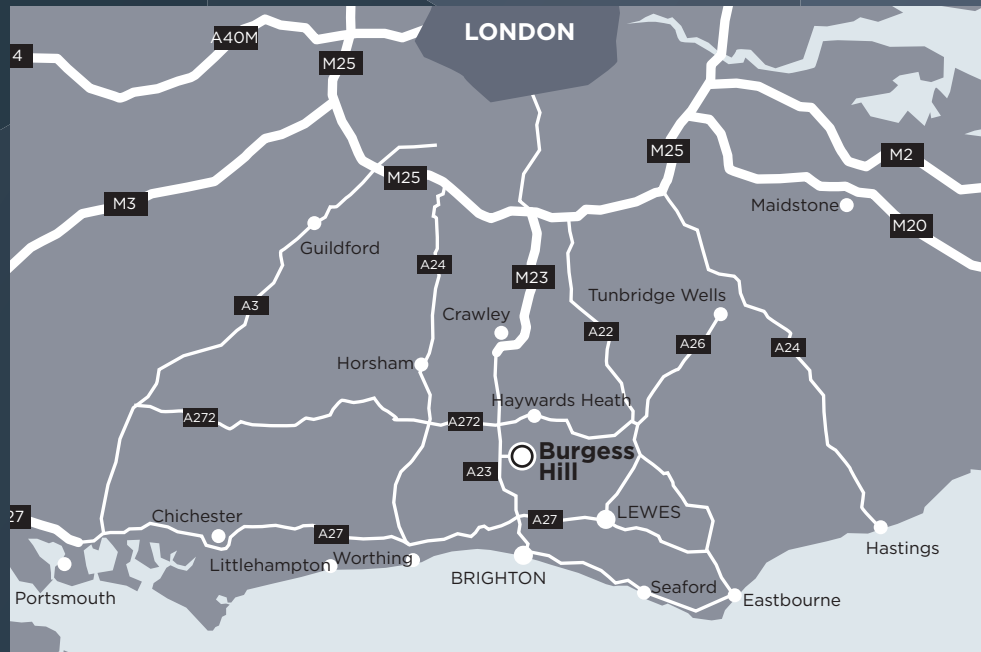 LONDON
A40M
4
M25
M25
M2
M25
M3
Maidstone
M20
Guildford
A24
M23
Tunbridge Wells
A3
Crawley
A22
A26
A24
Horsham
Haywards Heath
A272
A272
Burgess
Hill
A23
LEWES
Chichester
27
A27
A27
Hastings
Worthing
Littlehampton
BRIGHTON
Seaford
Portsmouth
Eastbourne